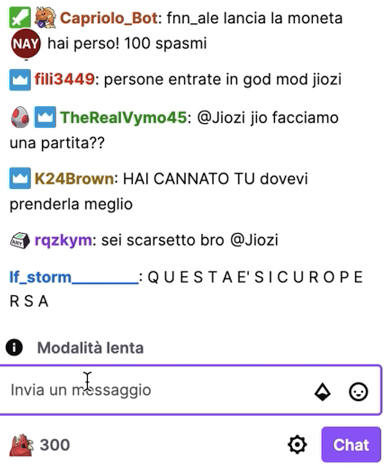 Capriolo_Bot: fnn_ale lancia la moneta
NAY hai perso! 100 spasmi
fili3449: persone entrate in god mod jiozi
TheRealVymo45: @Jiozi jio facciamo
una partita??
K24Brown: HAI CANNATO TU dovevi
prenderla meglio
rqzkym: sei scarsetto bro @Jiozi
lf_storm_________: Q U E S T A E' S I C U R O P E
R S A
Modalità lenta
Invia un messaggio
300
Chat